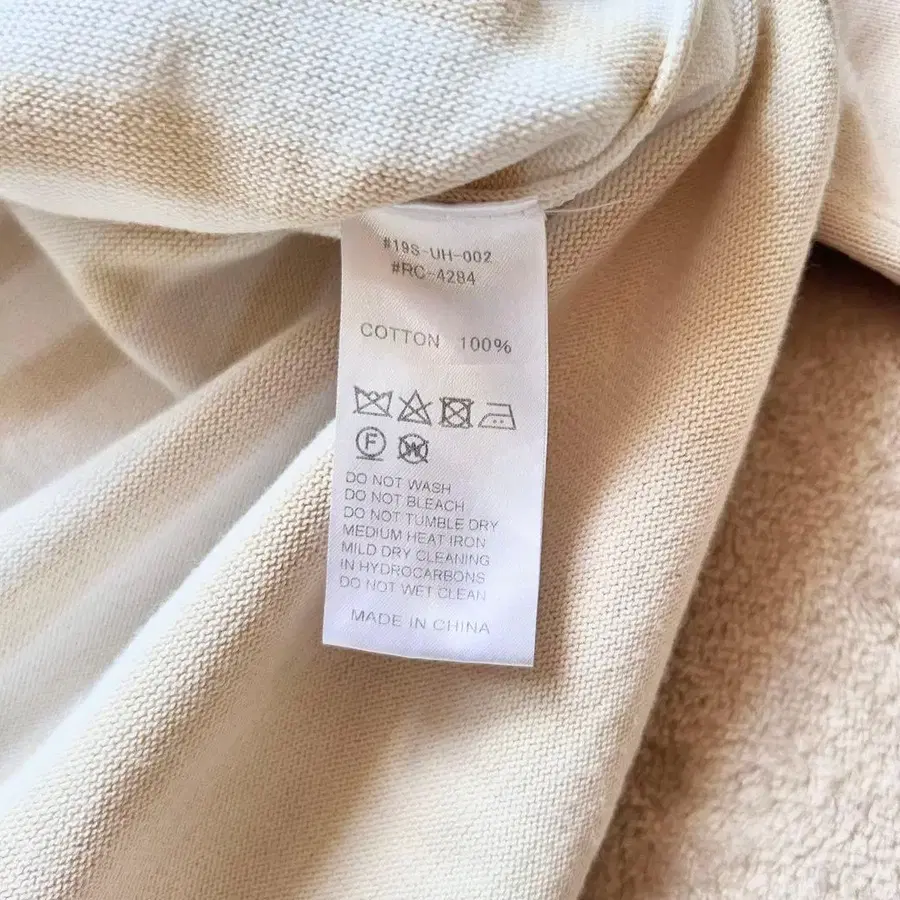 #19S-UH-002
#RC-4284
COTTON 100%
F W
DO NOT WASH
DO NOT BLEACH
DO NOT TUMBLE DRY
MEDIUM HEAT IRON
MILD DRY CLEANING
IN HYDROCARBONS
DO NOT WET CLEAN
MADE IN CHINA